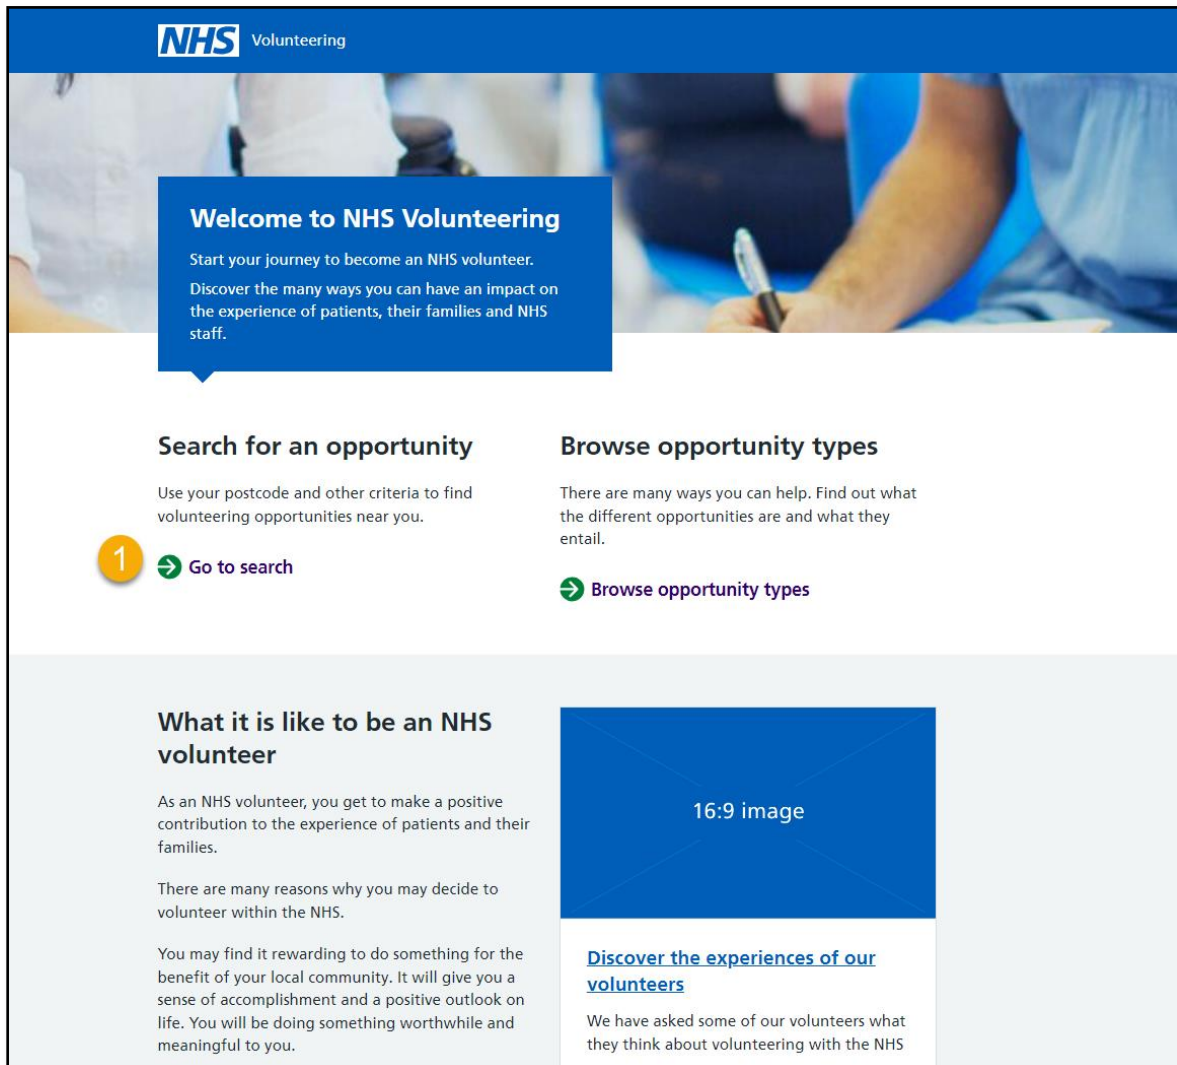 NHS Volunteering
Welcome to NHS Volunteering
Start your journey to become an NHS volunteer.
Discover the many ways you can have an impact on
the experience of patients, their families and NHS
staff.
Search for an opportunity
Use your postcode and other criteria to find
volunteering opportunities near you.
1
Go to search
Browse opportunity types
There are many ways you can help. Find out what
the different opportunities are and what they
entail.
Browse opportunity types
What it is like to be an NHS
volunteer
As an NHS volunteer, you get to make a positive
contribution to the experience of patients and their
families.
There are many reasons why you may decide to
volunteer within the NHS.
You may find it rewarding to do something for the
benefit of your local community. It will give you a
sense of accomplishment and a positive outlook on
life. You will be doing something worthwhile and
meaningful to you.
16:9 image
Discover the experiences of our
volunteers
We have asked some of our volunteers what
they think about volunteering with the NHS